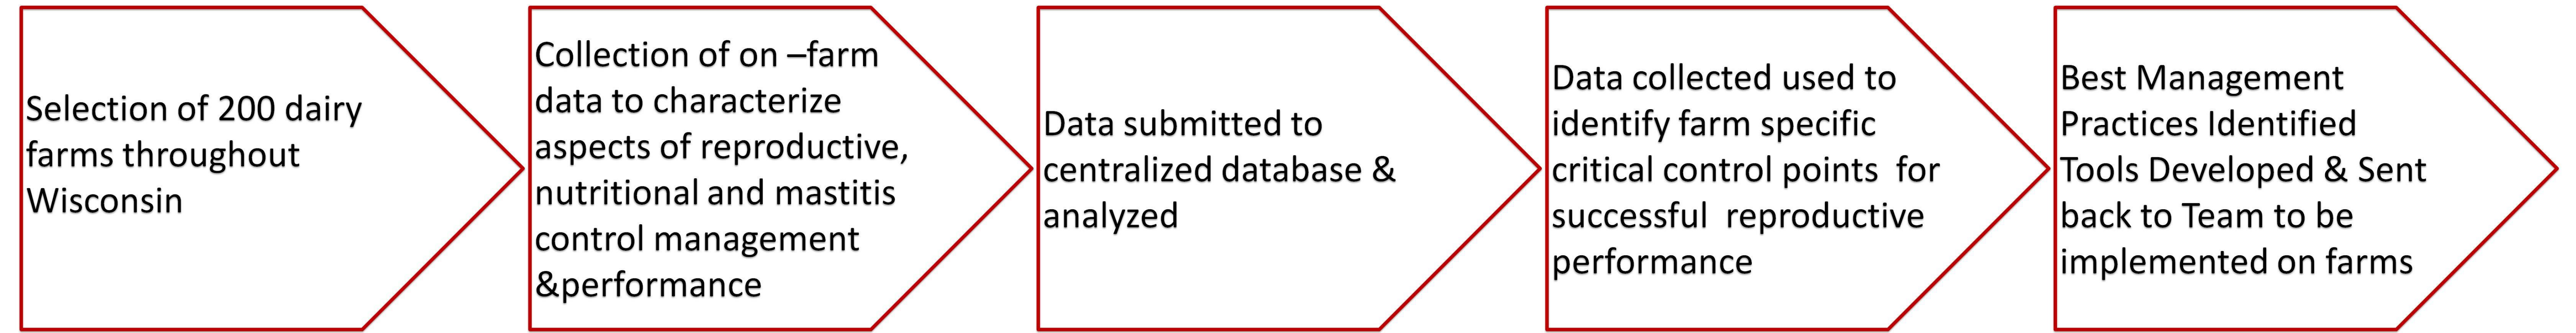 Selection of 200 dairy
farms throughout
Wisconsin
Collection of on –farm
data to characterize
aspects of reproductive,
nutritional and mastitis
control management
&performance
Data submitted to
centralized database &
analyzed
Data collected used to
identify farm specific
critical control points  for
successful  reproductive
performance
Best Management
Practices Identified
Tools Developed & Sent
back to Team to be
implemented on farms